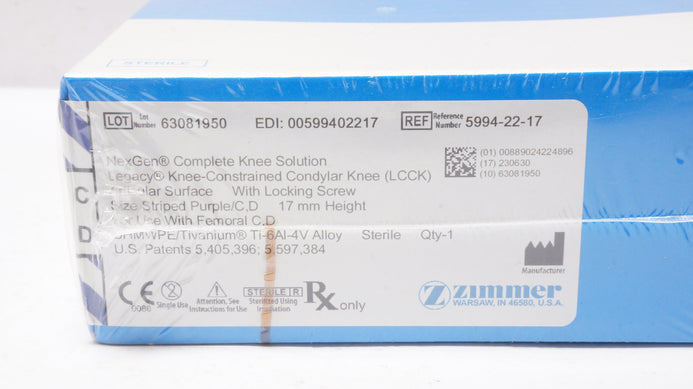 STERILE
LOT Lot Number 63081950 EDI: 00599402217 REF Reference Number 5994-22-17
NexGen® Complete Knee Solution
Legacy® Knee-Constrained Condylar Knee (LCCK)
Articular Surface With Locking Screw
Size Striped Purple/C,D 17 mm Height
For Use With Femoral C,D
UHMWPE/Tivanium® Ti-6Al-4V Alloy Sterile Qty-1
U.S. Patents 5,405,396; 5,597,384
(01) 00889024224896
(17) 230630
(10) 63081950
C
D
Manufacturer
CE 0086
Single Use
Attention, See Instructions for Use
STERILE R
Sterilized Using Irradiation
Rx only
Z zimmer
WARSAW, IN 46580, U.S.A.